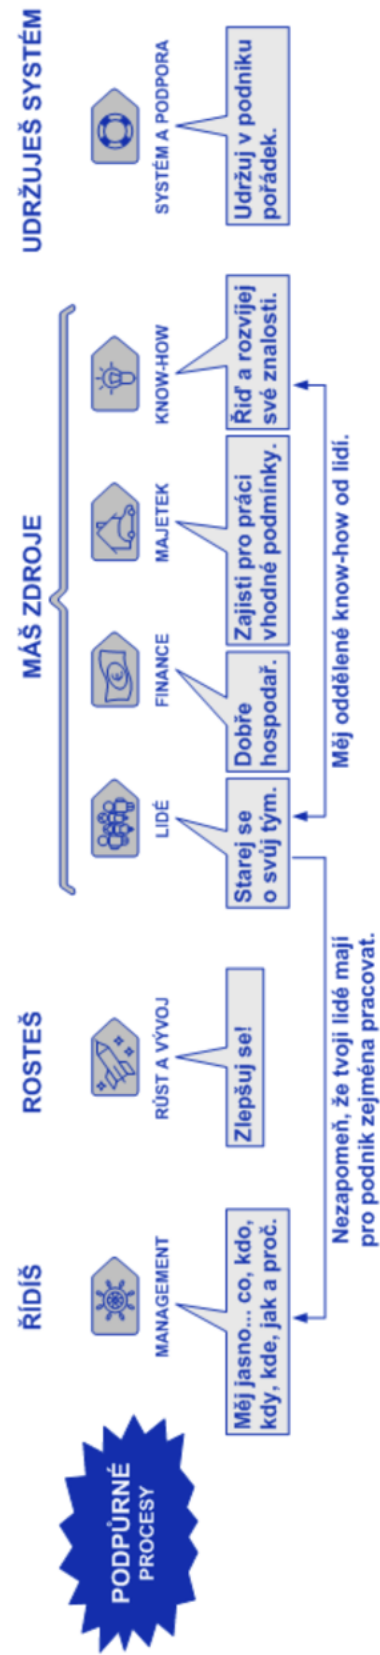 PODPŮRNÉ
PROCESY
ŘÍDÍŠ
MANAGEMENT
Měj jasno... co, kdo,
kdy, kde, jak a proč.
ROSTEŠ
RŮST A VÝVOJ
Zlepšuj se!
MÁŠ ZDROJE
LIDÉ
Starej se
o svůj tým.
FINANCE
Dobře
hospodař.
MAJETEK
Zajisti pro práci
vhodné podmínky.
KNOW-HOW
Řiď a rozvíjej
své znalosti.
UDRŽUJEŠ SYSTÉM
SYSTÉM A PODPORA
Udržuj v podniku
pořádek.
Nezapomeň, že tvoji lidé mají
pro podnik zejména pracovat.
Měj oddělené know-how od lidí.